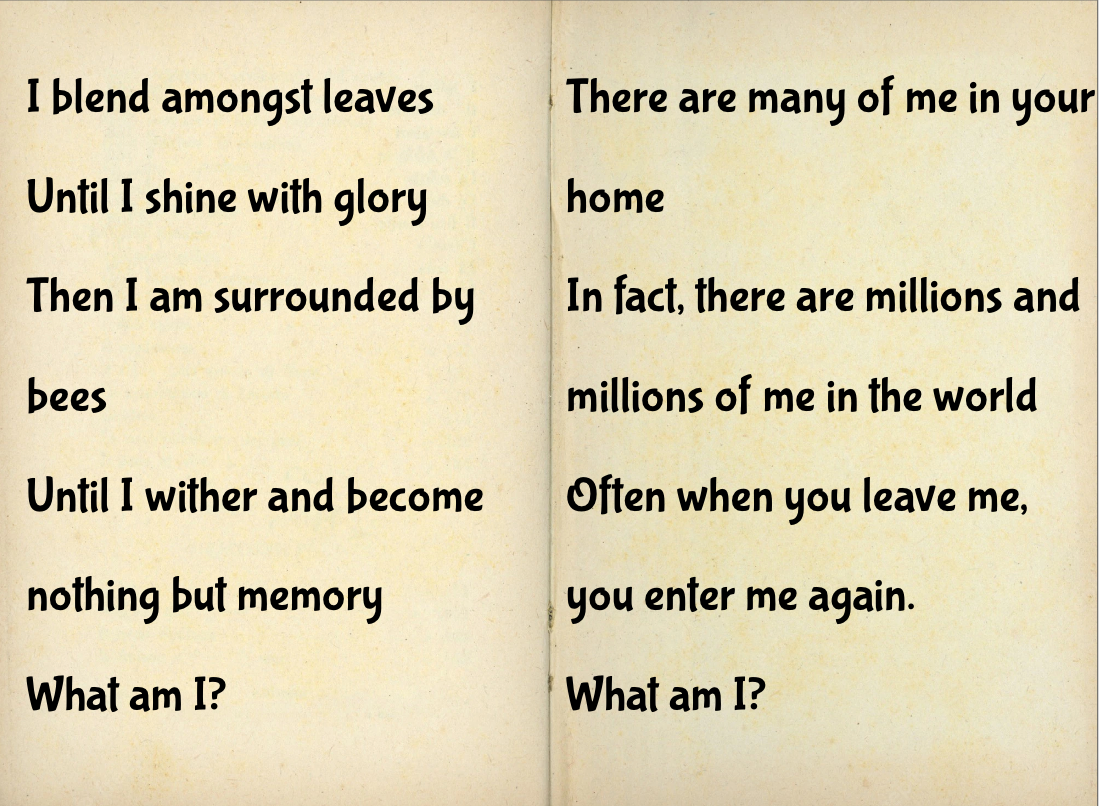 I blend amongst leaves
Until I shine with glory
Then I am surrounded by
bees
Until I wither and become
nothing but memory
What am I?
There are many of me in your
home
In fact, there are millions and
millions of me in the world
Often when you leave me,
you enter me again.
What am I?